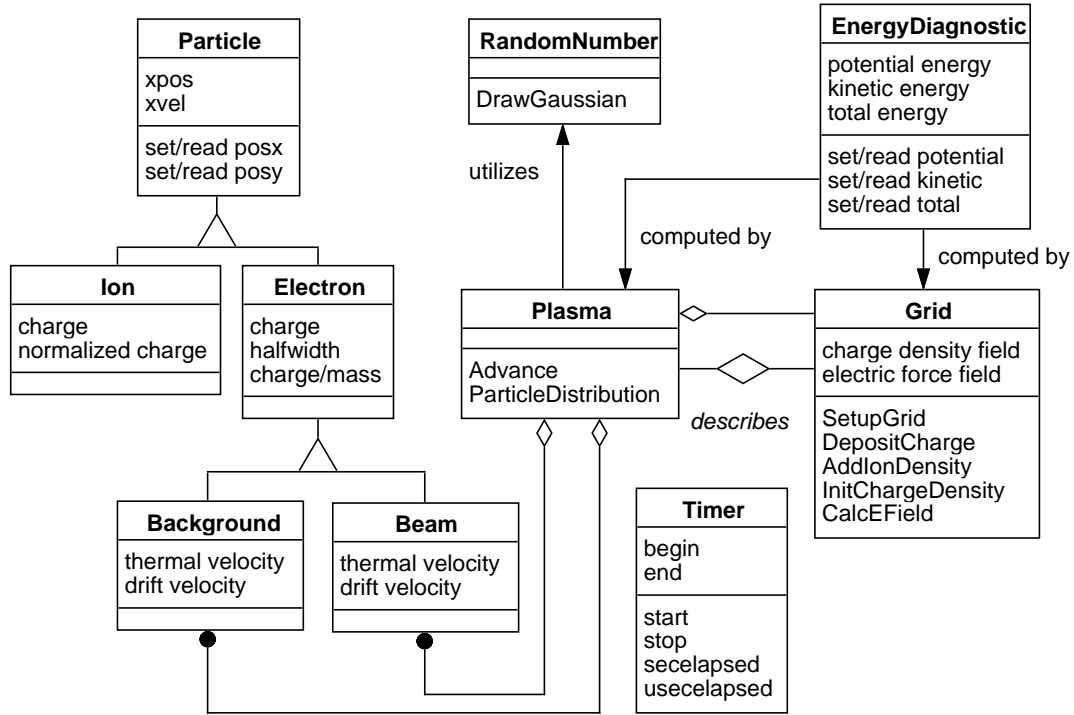 Particle
xpos
xvel
set/read posx
set/read posy
RandomNumber
DrawGaussian
EnergyDiagnostic
potential energy
kinetic energy
total energy
set/read potential
set/read kinetic
set/read total
utilizes
computed by
computed by
Ion
charge
normalized charge
Electron
charge
halfwidth
charge/mass
Plasma
Advance
ParticleDistribution
describes
Grid
charge density field
electric force field
SetupGrid
DepositCharge
AddIonDensity
InitChargeDensity
CalcEField
Background
thermal velocity
drift velocity
Beam
thermal velocity
drift velocity
Timer
begin
end
start
stop
secelapsed
usecelapsed